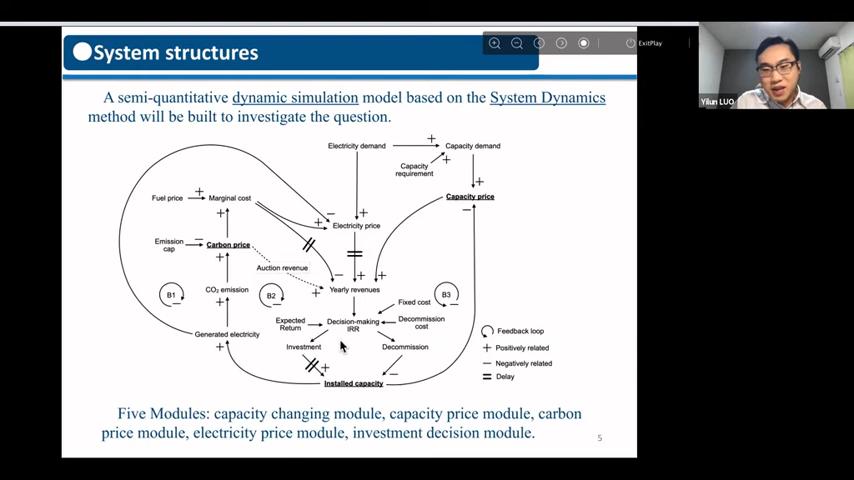 System structures
ExitPlay
Yilun LUO
A semi-quantitative dynamic simulation model based on the System Dynamics
method will be built to investigate the question.
Electricity demand
+
Capacity demand
Capacity
requirement
+
+
Fuel price
+
Marginal cost
Capacity price
+
−
+
+
−
Electricity price
Emission
cap
−
Carbon price
+
Auction revenue
−
+
+
CO₂ emission
+
Yearly revenues
B1
−
B2
−
B3
−
+
Fixed cost
Expected
Return
Decision-making
IRR
Decommission
cost
Generated electricity
+
Investment
Decommission
+
−
Installed capacity
Feedback loop
+ Positively related
− Negatively related
= Delay
Five Modules: capacity changing module, capacity price module, carbon
price module, electricity price module, investment decision module.
5